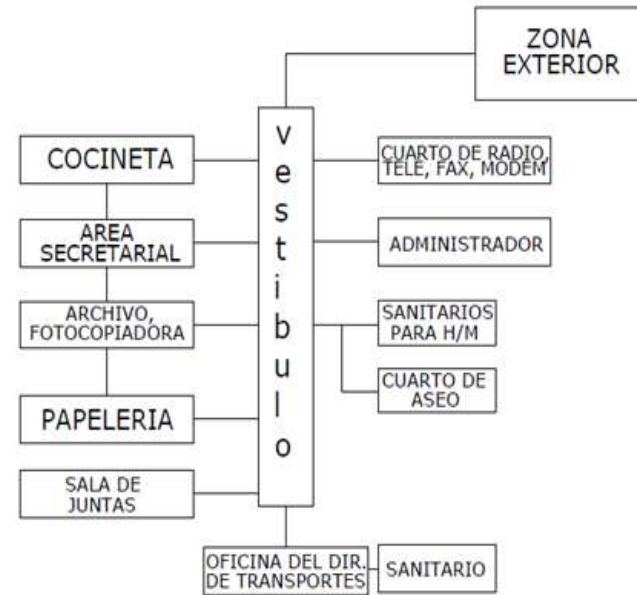 ZONA
EXTERIOR
vestibulo
COCINETA
CUARTO DE RADIO,
TELE, FAX, MODEM
AREA
SECRETARIAL
ADMINISTRADOR
ARCHIVO,
FOTOCOPIADORA
SANITARIOS
PARA H/M
CUARTO DE
ASEO
PAPELERIA
SALA DE
JUNTAS
OFICINA DEL DIR.
DE TRANSPORTES
SANITARIO